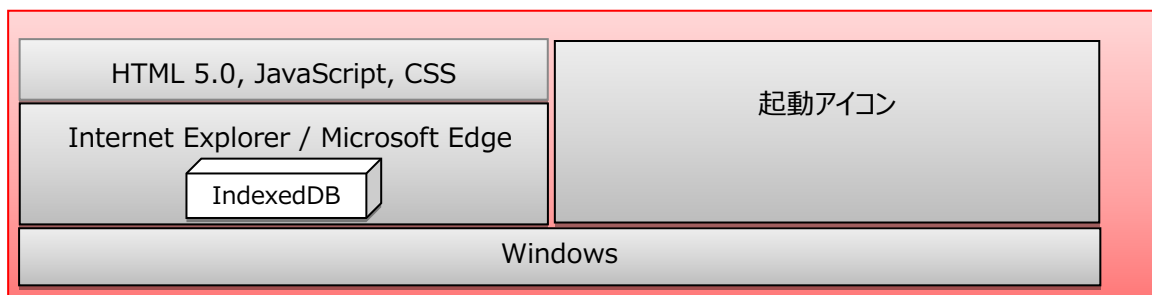 HTML 5.0, JavaScript, CSS
Internet Explorer / Microsoft Edge
IndexedDB
起動アイコン
Windows